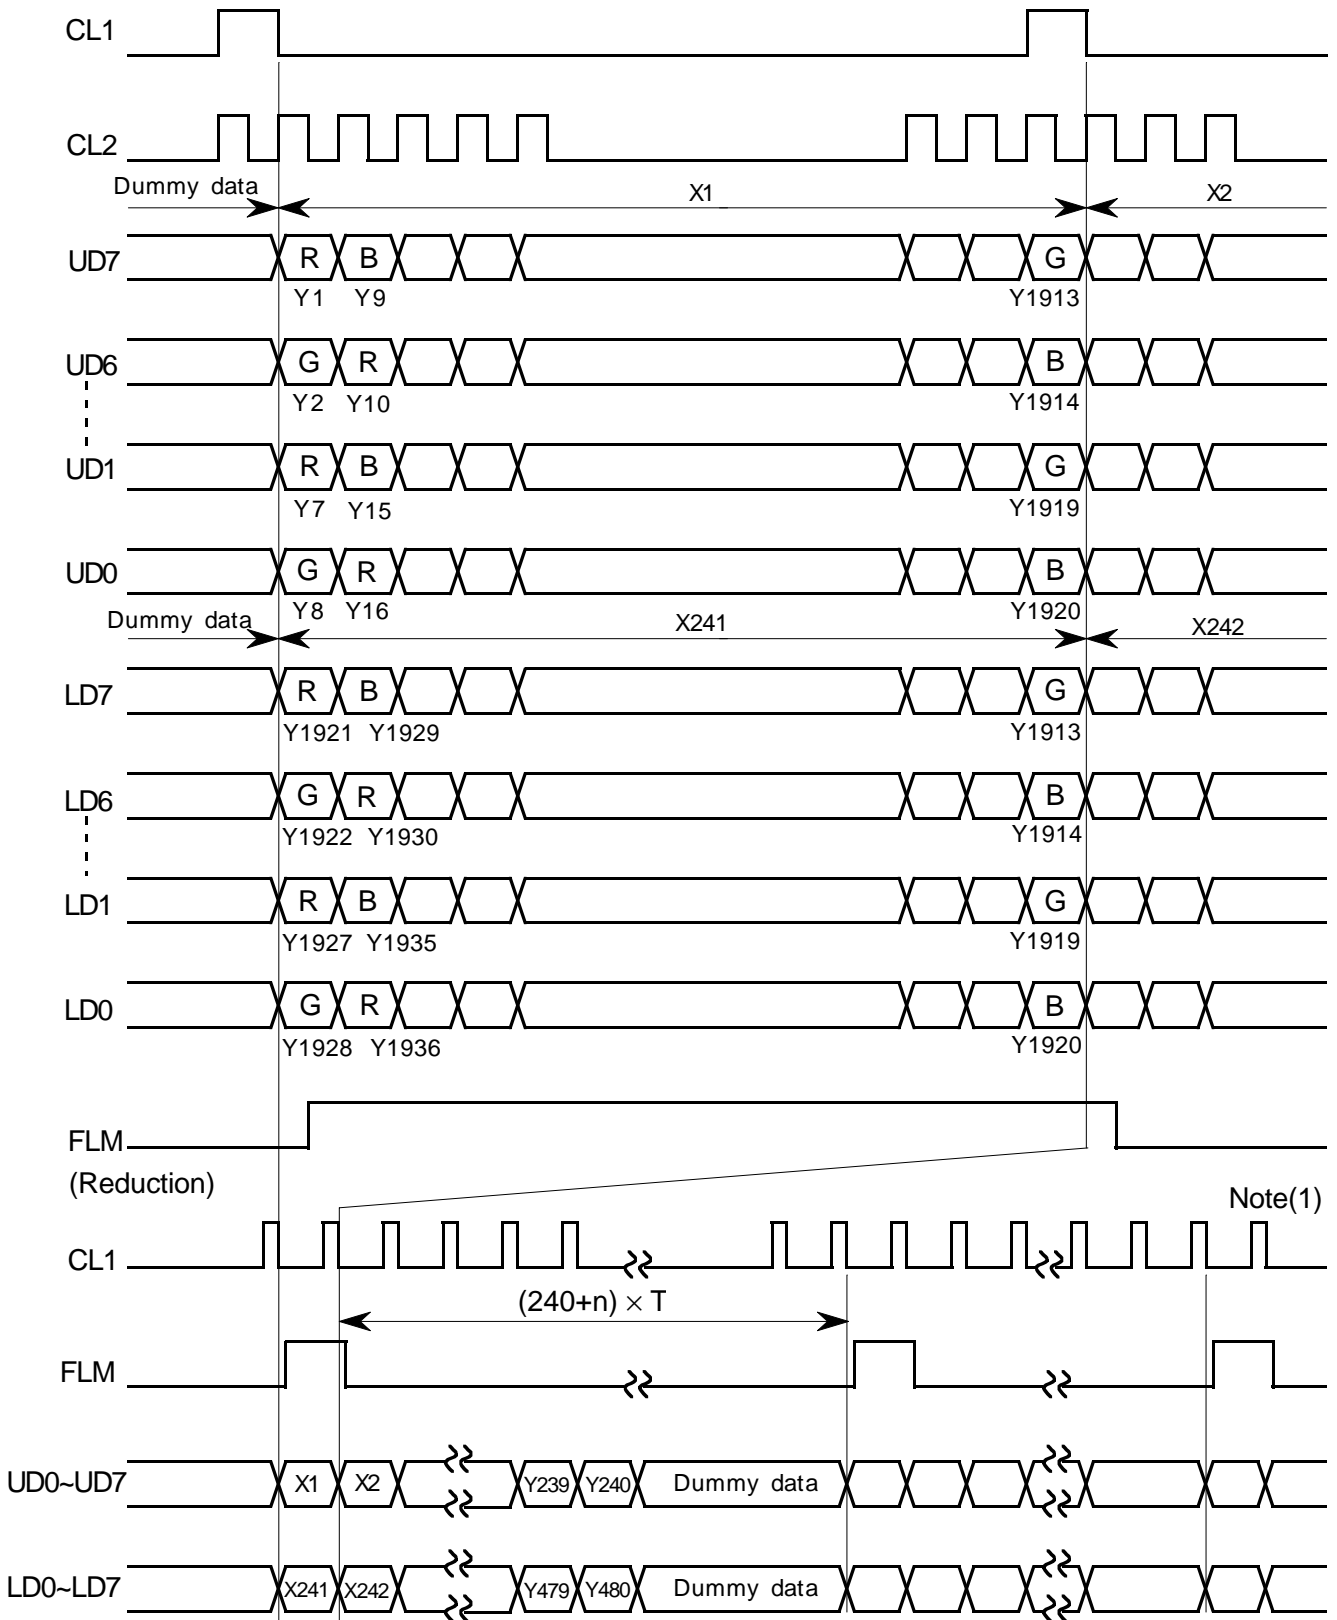 CL1
CL2
Dummy data X1 X2
UD7 R B G
Y1 Y9 Y1913
UD6 G R B
Y2 Y10 Y1914
UD1 R B G
Y7 Y15 Y1919
UD0 G R B
Y8 Y16 Y1920
Dummy data X241 X242
LD7 R B G
Y1921 Y1929 Y1913
LD6 G R B
Y1922 Y1930 Y1914
LD1 R B G
Y1927 Y1935 Y1919
LD0 G R B
Y1928 Y1936 Y1920
FLM
(Reduction)
Note(1)
CL1
(240+n) × T
FLM
UD0~UD7 X1 X2 Y239 Y240 Dummy data
LD0~LD7 X241 X242 Y479 Y480 Dummy data